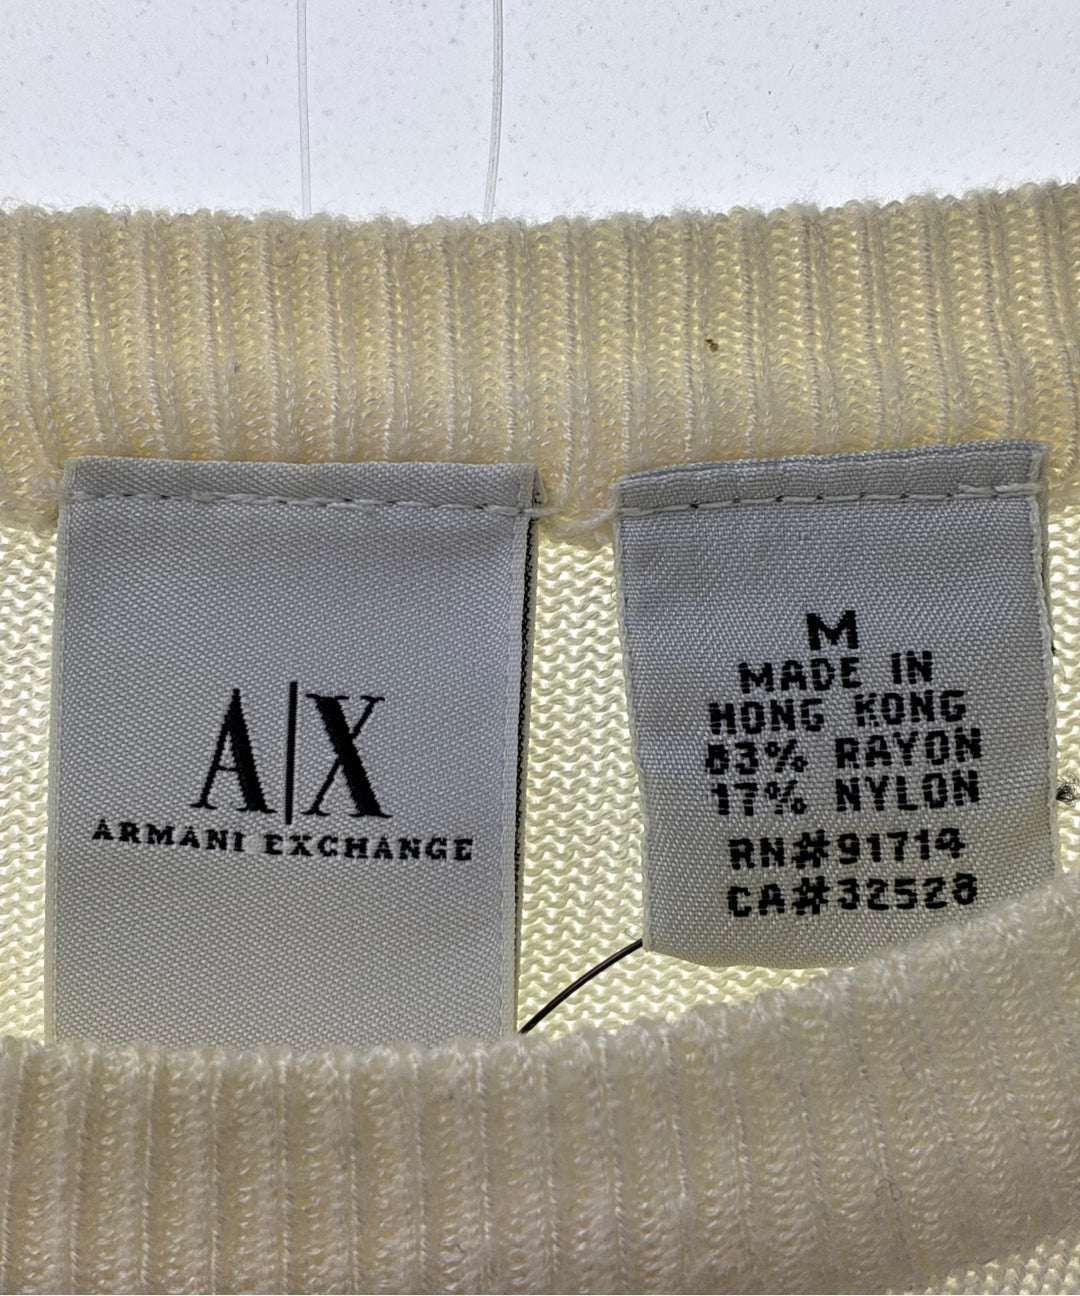 A|X
ARMANI EXCHANGE
M
MADE IN
HONG KONG
83% RAYON
17% NYLON
RN#91714
CA#32528